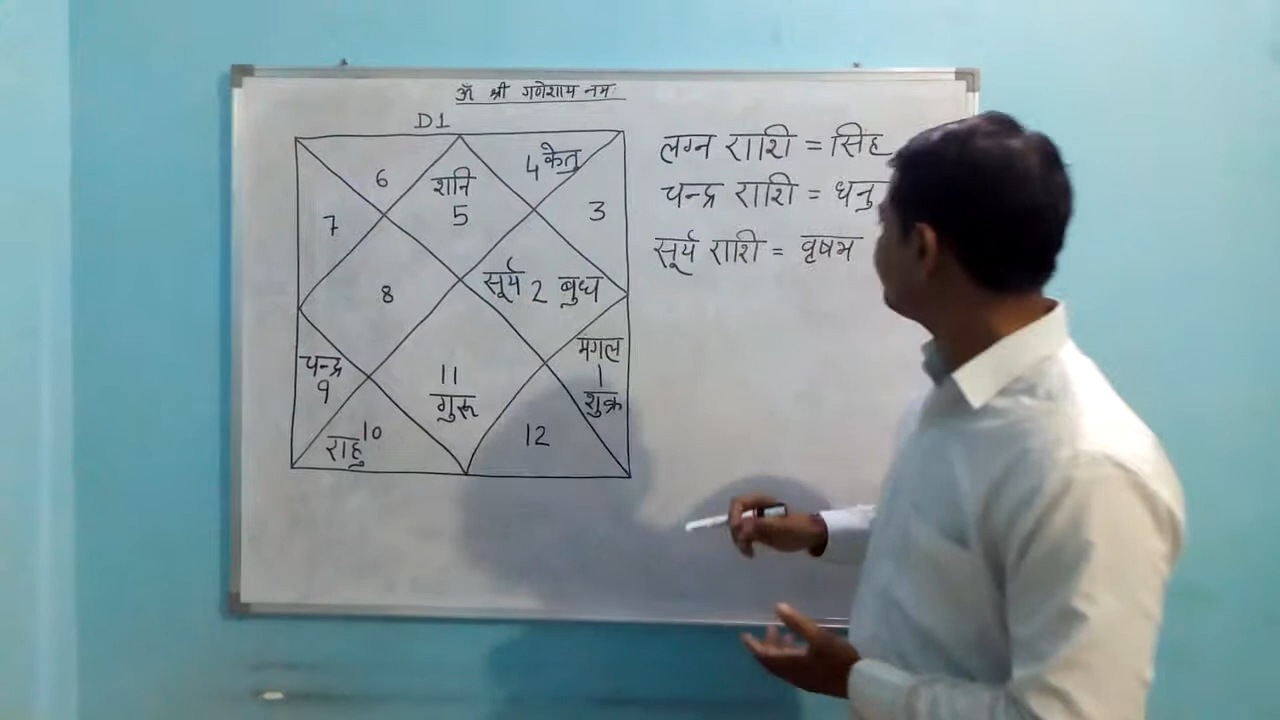 ॐ श्री गणेशाय नमः
D1
लग्न राशि = सिंह
चन्द्र राशि = धनु
सूर्य राशि = वृषभ
6
शनि
5
4 केतु
3
7
8
सूर्य 2 बुध
मंगल
1
शुक्र
चन्द्र
9
11
गुरू
राहु 10
12